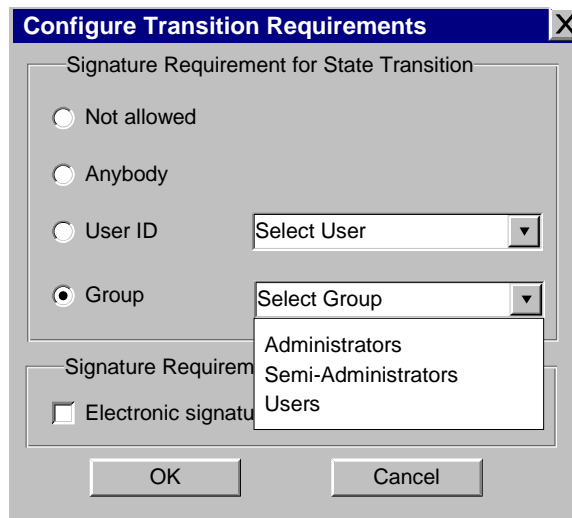 Configure Transition Requirements X
Signature Requirement for State Transition
Not allowed
Anybody
User ID Select User
Group Select Group
Administrators
Semi-Administrators
Users
Signature Requirem
Electronic signatu
OK Cancel